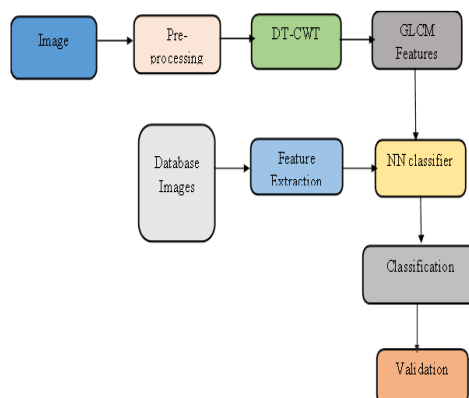 Image
Pre-
processing
DT-CWT
GLCM
Features
Database
Images
Feature
Extraction
NN classifier
Classification
Validation